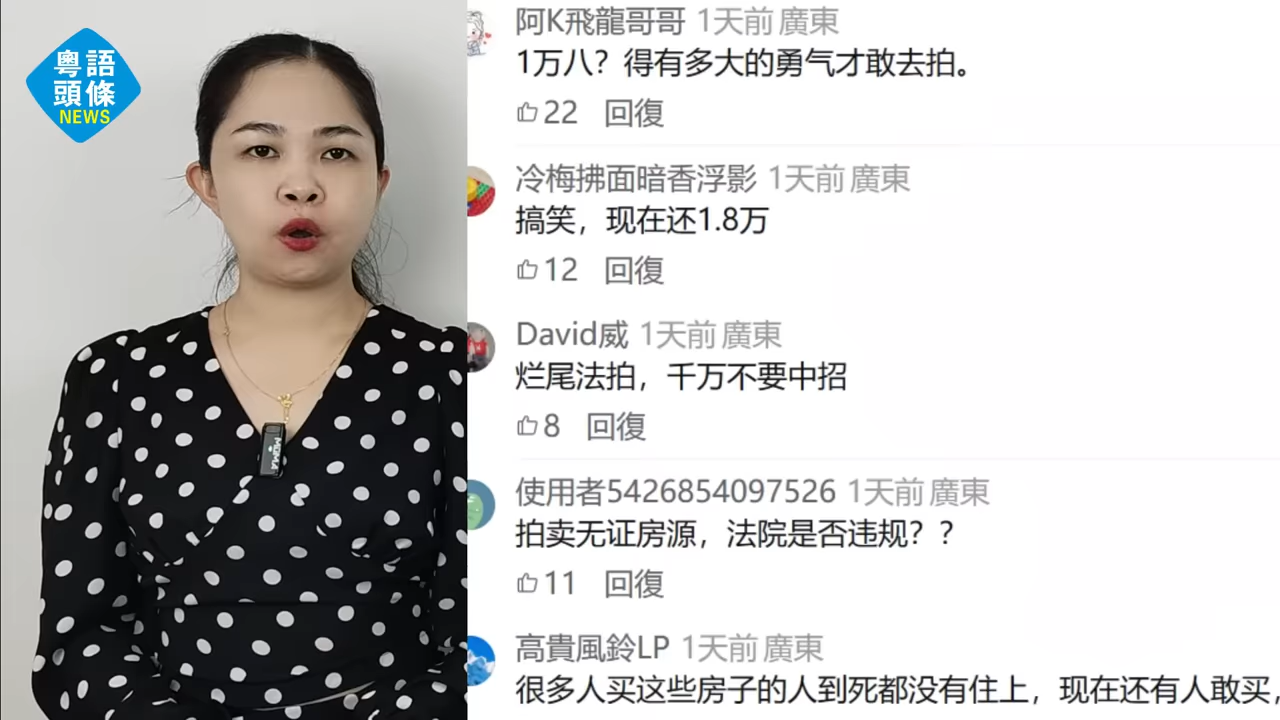 粵語
頭條
NEWS
MOMA
阿K飛龍哥哥 1天前 廣東
1万八？得有多大的勇气才敢去拍。
22 回復
冷梅拂面暗香浮影 1天前 廣東
搞笑，现在还1.8万
12 回復
David威 1天前 廣東
烂尾法拍，千万不要中招
8 回復
使用者5426854097526 1天前 廣東
拍卖无证房源，法院是否违规？？
11 回復
高貴風鈴LP 1天前 廣東
很多人买这些房子的人到死都没有住上，现在还有人敢买，